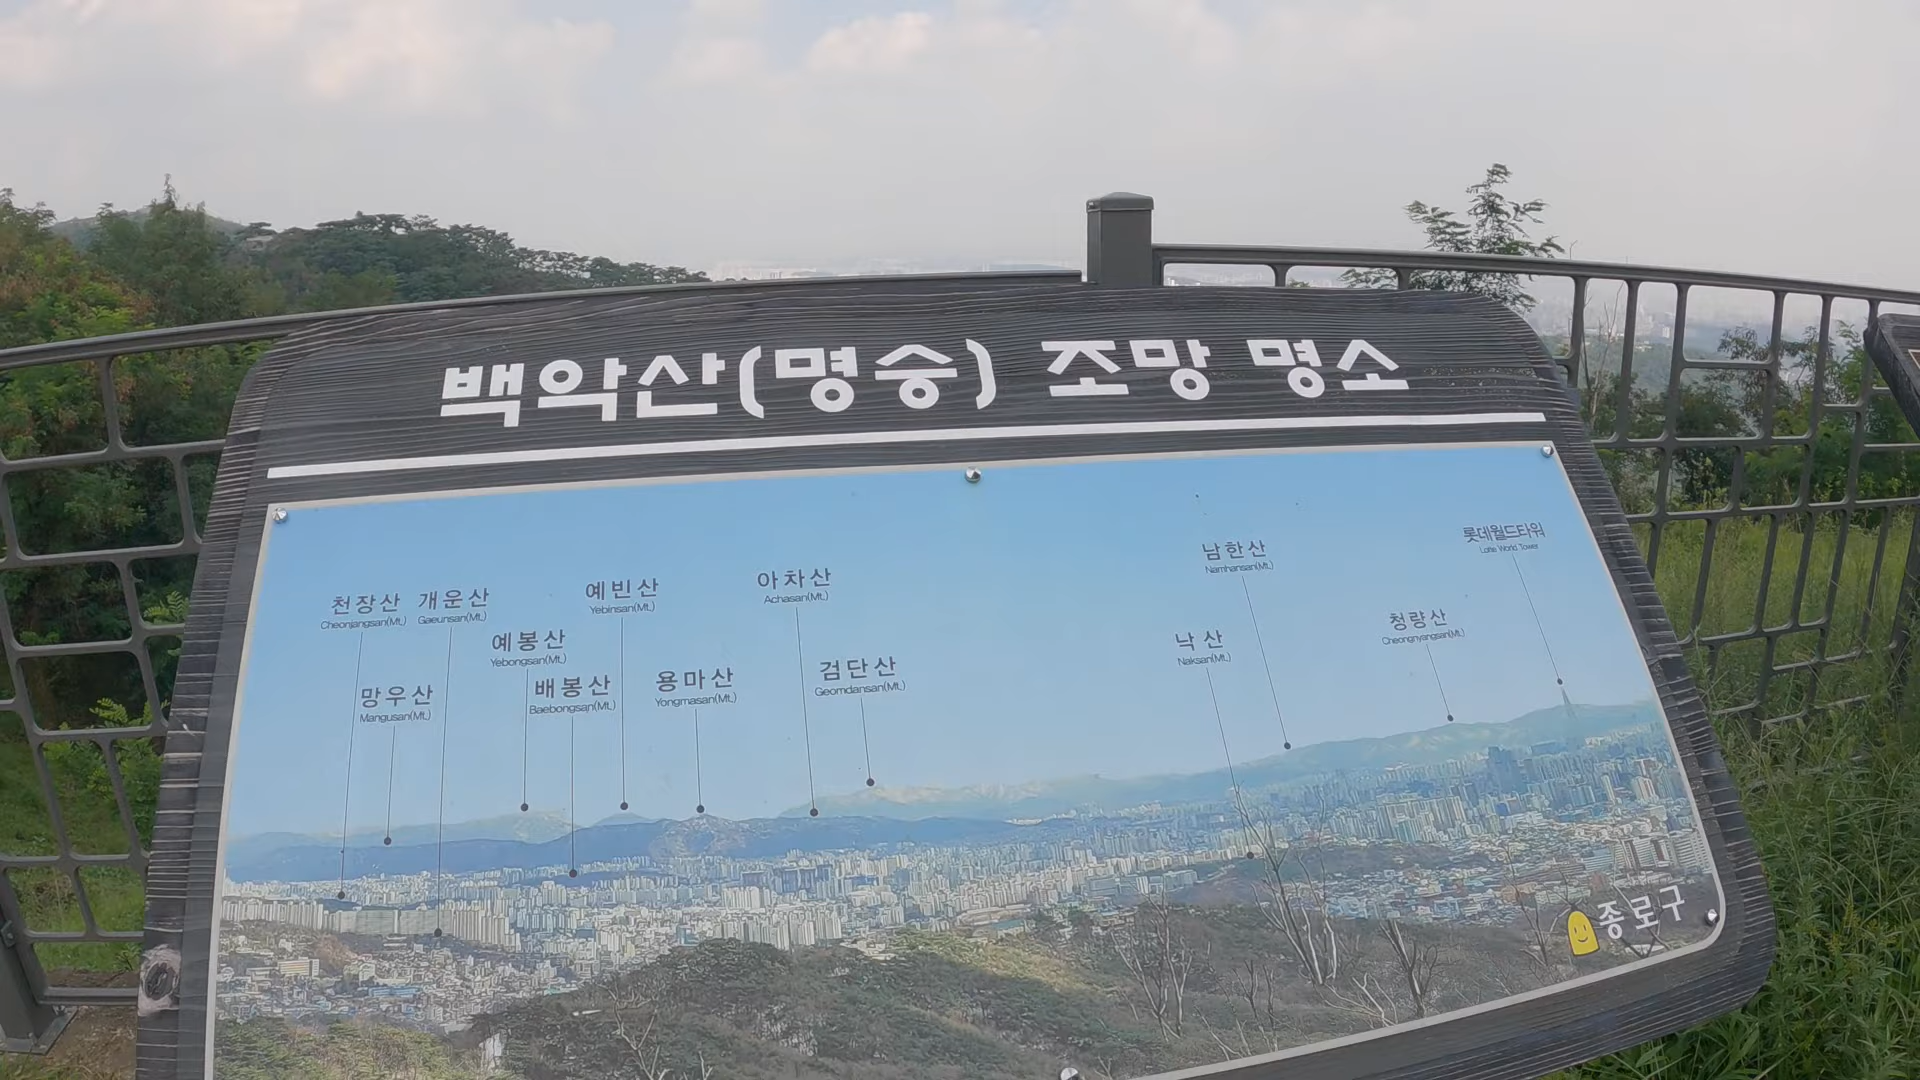 백악산(명승) 조망 명소
천장산
Cheonjangsan(Mt.)
개운산
Gaeunsan(Mt.)
예봉산
Yebongsan(Mt.)
예빈산
Yebinsan(Mt.)
아차산
Achasan(Mt.)
남한산
Namhansan(Mt.)
롯데월드타워
Lotte World Tower
망우산
Mangusan(Mt.)
배봉산
Baebongsan(Mt.)
용마산
Yongmasan(Mt.)
검단산
Geomdansan(Mt.)
낙산
Naksan(Mt.)
청량산
Cheongnyangsan(Mt.)
종로구